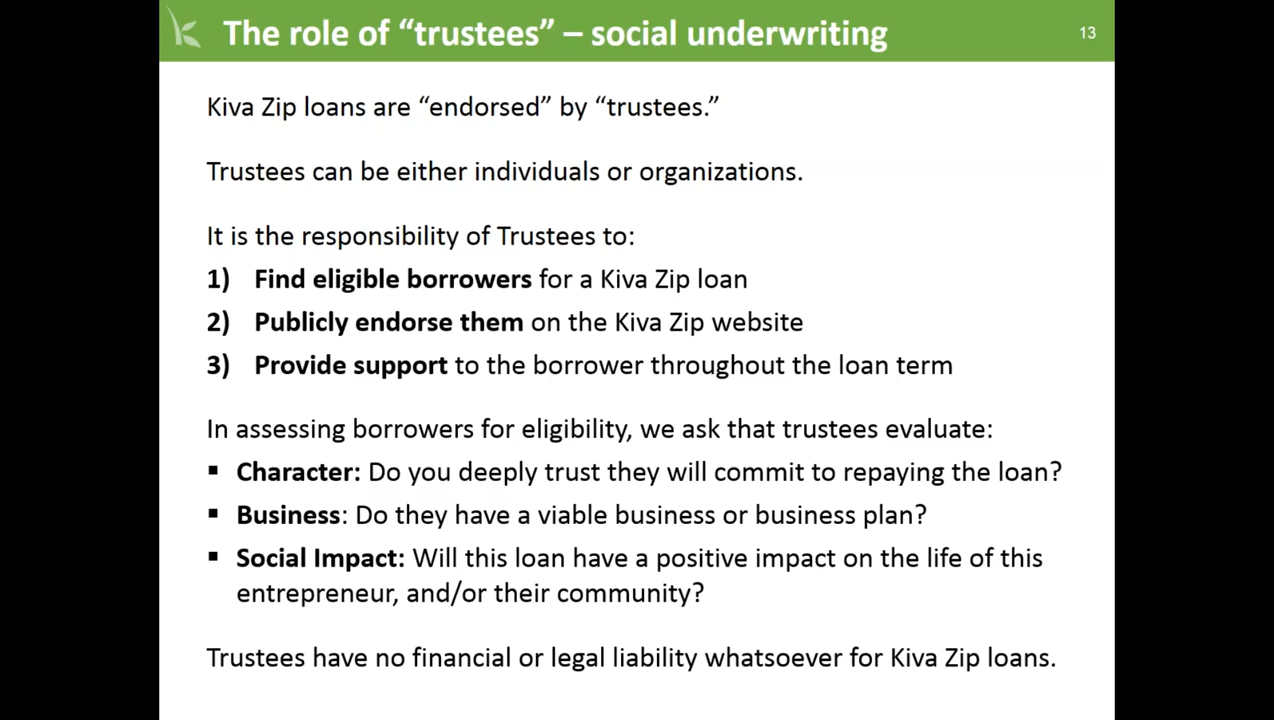 The role of “trustees” – social underwriting
13
Kiva Zip loans are “endorsed” by “trustees.”
Trustees can be either individuals or organizations.
It is the responsibility of Trustees to:
1) Find eligible borrowers for a Kiva Zip loan
2) Publicly endorse them on the Kiva Zip website
3) Provide support to the borrower throughout the loan term
In assessing borrowers for eligibility, we ask that trustees evaluate:
▪ Character: Do you deeply trust they will commit to repaying the loan?
▪ Business: Do they have a viable business or business plan?
▪ Social Impact: Will this loan have a positive impact on the life of this
entrepreneur, and/or their community?
Trustees have no financial or legal liability whatsoever for Kiva Zip loans.